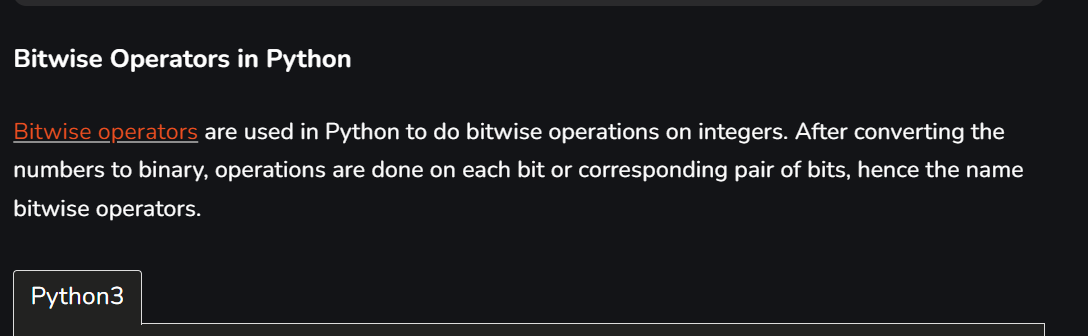 Bitwise Operators in Python
Bitwise operators are used in Python to do bitwise operations on integers. After converting the
numbers to binary, operations are done on each bit or corresponding pair of bits, hence the name
bitwise operators.
Python3